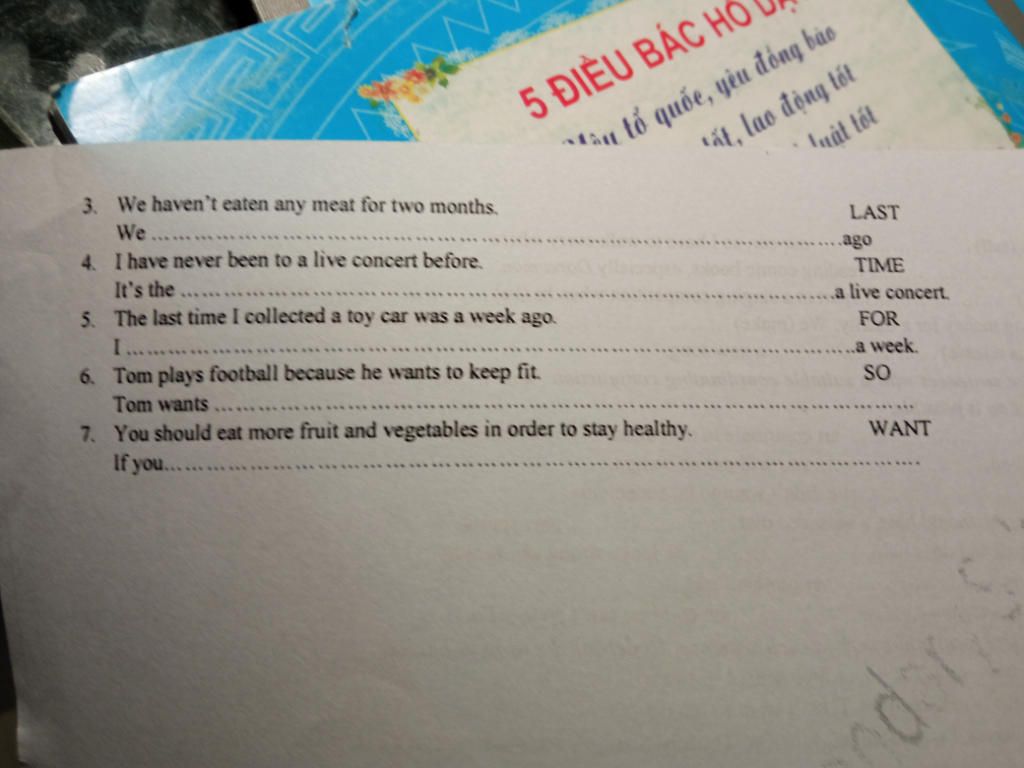 5 ĐIỀU BÁC HỒ DẠ
Yêu tổ quốc, yêu đồng bào
tốt, lao động tốt
luật tốt
3. We haven't eaten any meat for two months. LAST
We ........................................ago
4. I have never been to a live concert before. TIME
It's the ........................................a live concert.
5. The last time I collected a toy car was a week ago. FOR
I ........................................a week.
6. Tom plays football because he wants to keep fit. SO
Tom wants ........................................
7. You should eat more fruit and vegetables in order to stay healthy. WANT
If you........................................